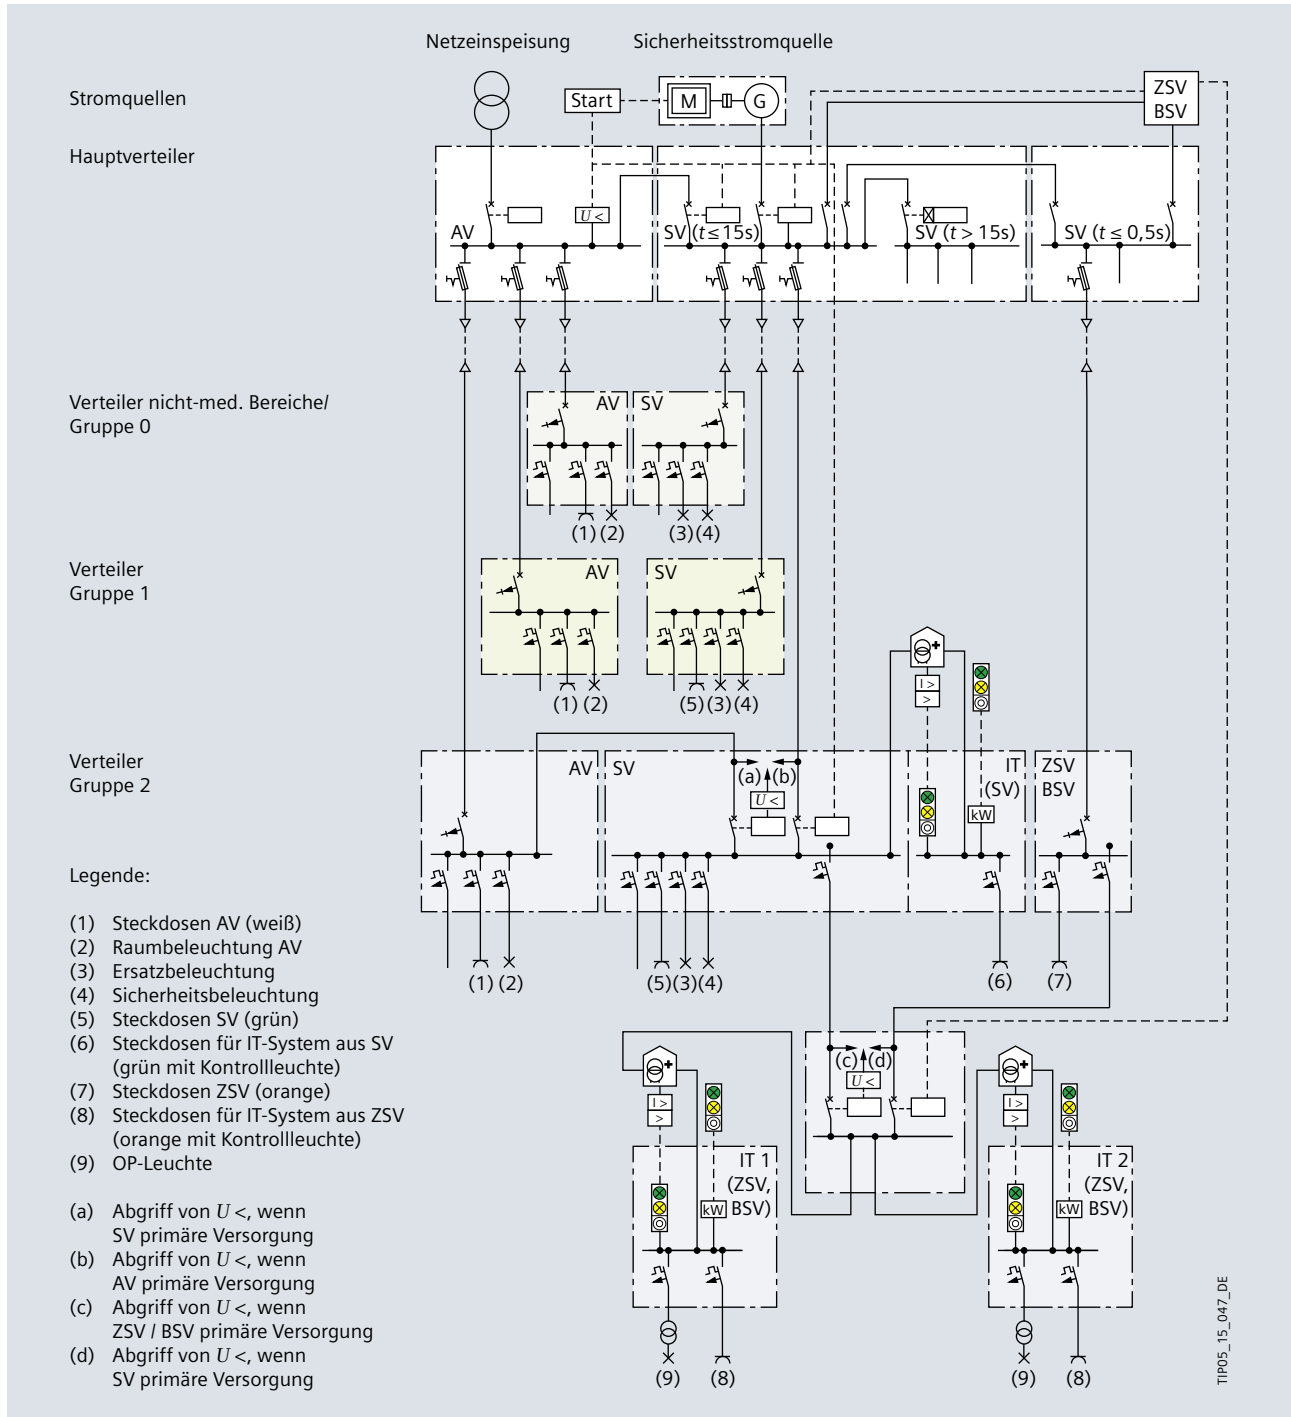 Netzeinspeisung
Sicherheitsstromquelle
Stromquellen
Start
M
G
ZSV
BSV
Hauptverteiler
U <
AV
SV (t ≤ 15s)
SV (t > 15s)
SV (t ≤ 0,5s)
Verteiler nicht-med. Bereiche/
Gruppe 0
AV
SV
(1) (2)
(3) (4)
Verteiler
Gruppe 1
AV
SV
(1) (2)
(5) (3) (4)
I >
>
Verteiler
Gruppe 2
AV
SV
(a)
(b)
U <
IT
(SV)
kW
ZSV
BSV
(1) (2)
(5) (3) (4)
(6)
(7)
Legende:
(1) Steckdosen AV (weiß)
(2) Raumbeleuchtung AV
(3) Ersatzbeleuchtung
(4) Sicherheitsbeleuchtung
(5) Steckdosen SV (grün)
(6) Steckdosen für IT-System aus SV
(grün mit Kontrollleuchte)
(7) Steckdosen ZSV (orange)
(8) Steckdosen für IT-System aus ZSV
(orange mit Kontrollleuchte)
(9) OP-Leuchte
(a) Abgriff von U <, wenn
SV primäre Versorgung
(b) Abgriff von U <, wenn
AV primäre Versorgung
(c) Abgriff von U <, wenn
ZSV / BSV primäre Versorgung
(d) Abgriff von U <, wenn
SV primäre Versorgung
(c)
(d)
U <
I >
>
IT 1
(ZSV,
BSV)
kW
(9)
(8)
I >
>
IT 2
(ZSV,
BSV)
kW
(9)
(8)
TIP05_15_047_DE